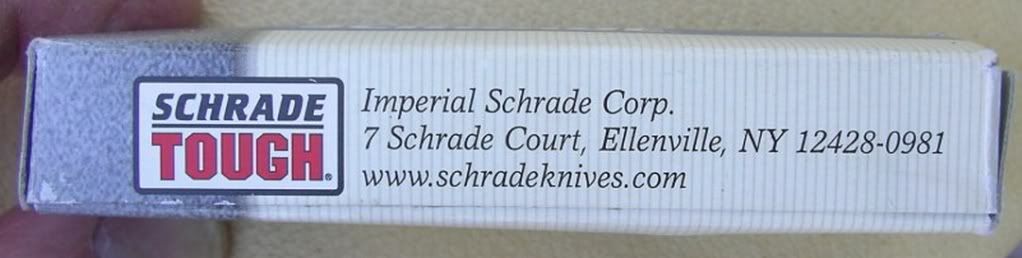 SCHRADE
TOUGH®
Imperial Schrade Corp.
7 Schrade Court, Ellenville, NY 12428-0981
www.schradeknives.com